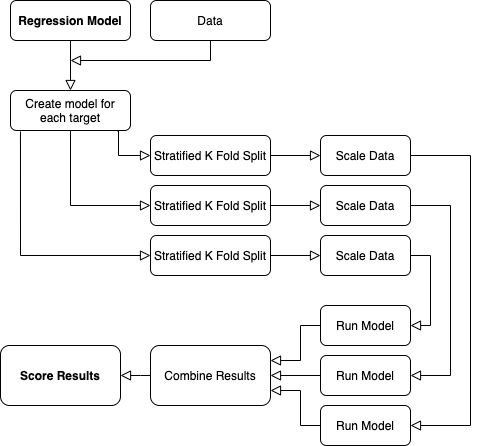 Regression Model
Data
Create model for
each target
Stratified K Fold Split
Scale Data
Stratified K Fold Split
Scale Data
Stratified K Fold Split
Scale Data
Run Model
Score Results
Combine Results
Run Model
Run Model